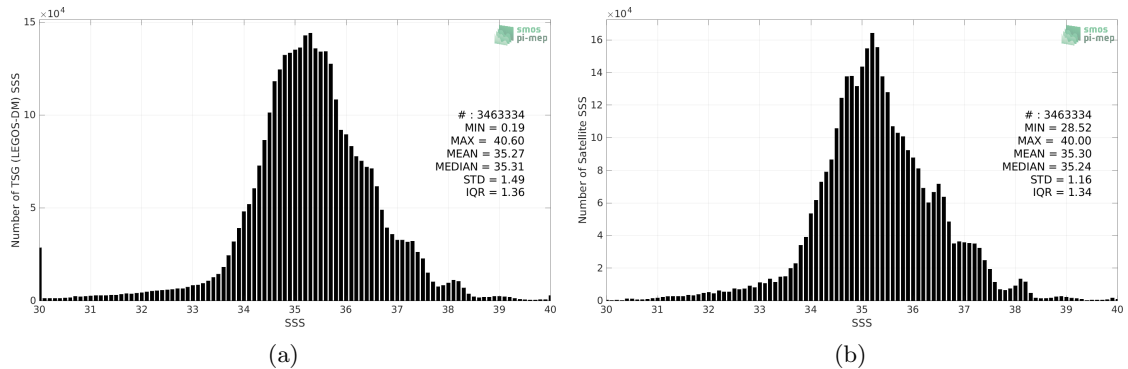 ×10⁴
15
10
5
0
30 31 32 33 34 35 36 37 38 39 40
SSS
Number of TSG (LEGOS-DM) SSS
smos
pi-mep
# : 3463334
MIN = 0.19
MAX = 40.60
MEAN = 35.27
MEDIAN = 35.31
STD = 1.49
IQR = 1.36
(a)
×10⁴
16
14
12
10
8
6
4
2
0
30 31 32 33 34 35 36 37 38 39 40
SSS
Number of Satellite SSS
smos
pi-mep
# : 3463334
MIN = 28.52
MAX = 40.00
MEAN = 35.30
MEDIAN = 35.24
STD = 1.16
IQR = 1.34
(b)